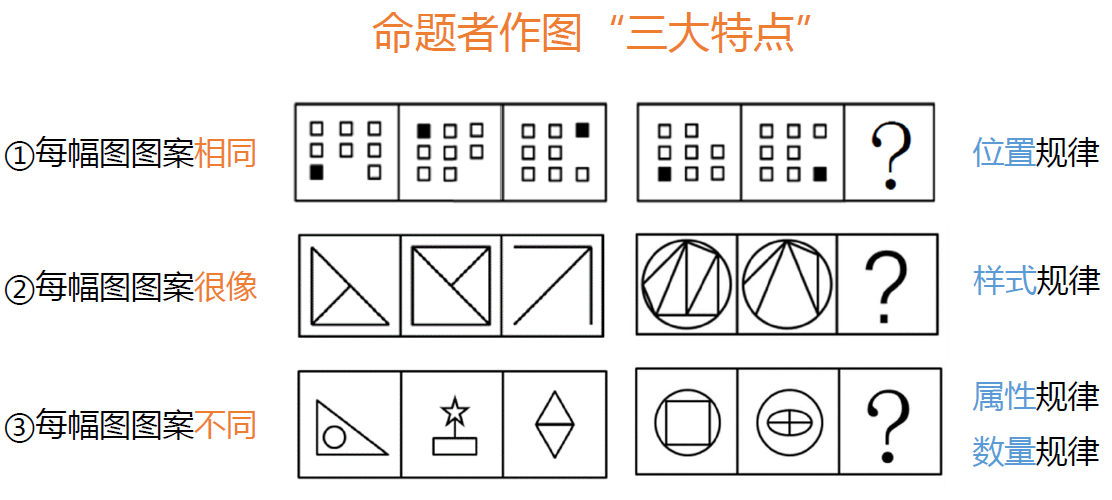 命题者作图“三大特点”
①每幅图图案相同
?
位置规律
②每幅图图案很像
?
样式规律
③每幅图图案不同
?
属性规律
数量规律